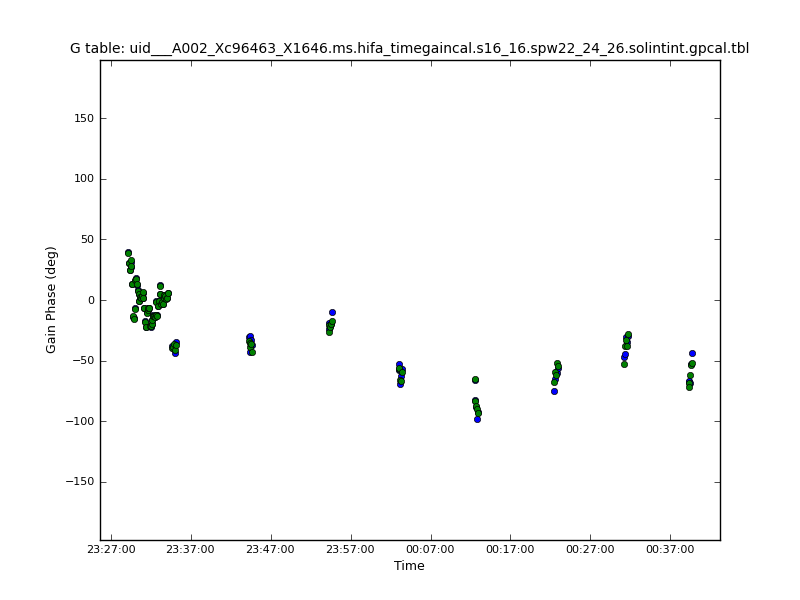 G table: uid___A002_Xc96463_X1646.ms.hifa_timegaincal.s16_16.spw22_24_26.solintint.gpcal.tbl
150
100
50
0
−50
−100
−150
Gain Phase (deg)
23:27:00 23:37:00 23:47:00 23:57:00 00:07:00 00:17:00 00:27:00 00:37:00
Time